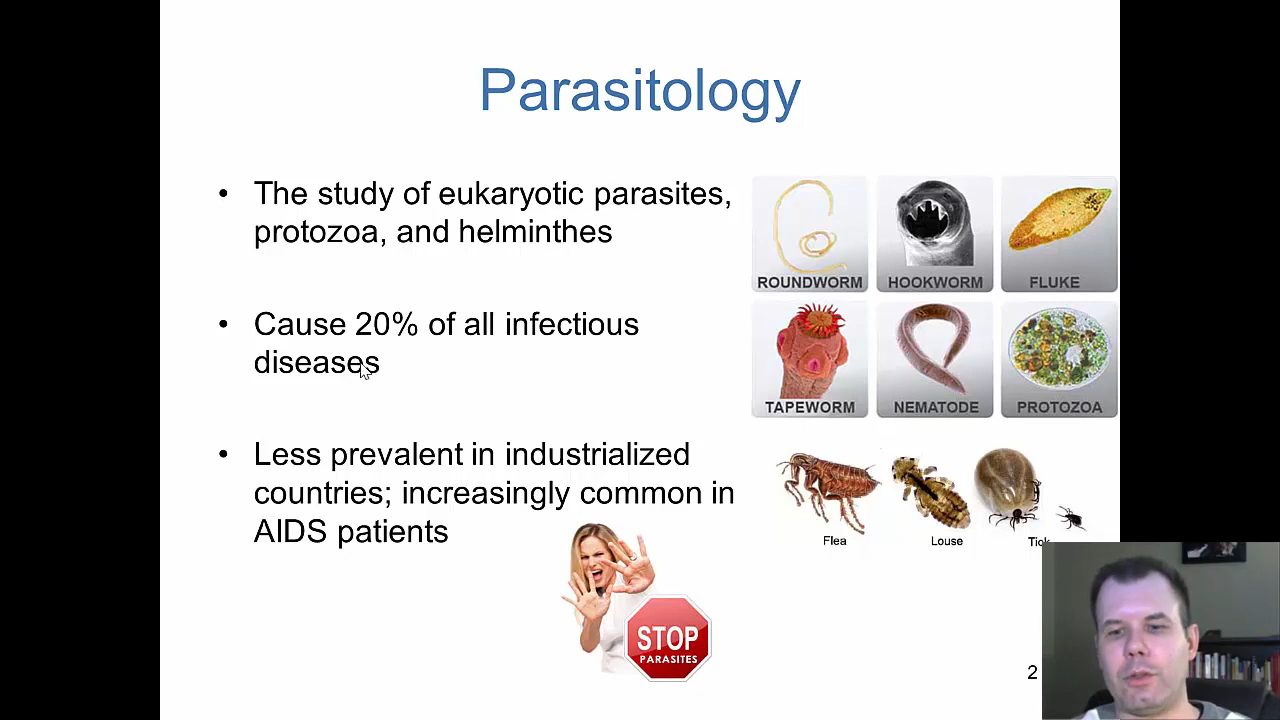 Parasitology
• The study of eukaryotic parasites,
protozoa, and helminthes
• Cause 20% of all infectious
diseases
• Less prevalent in industrialized
countries; increasingly common in
AIDS patients
ROUNDWORM
HOOKWORM
FLUKE
TAPEWORM
NEMATODE
PROTOZOA
Flea
Louse
Tick
STOP
PARASITES
2